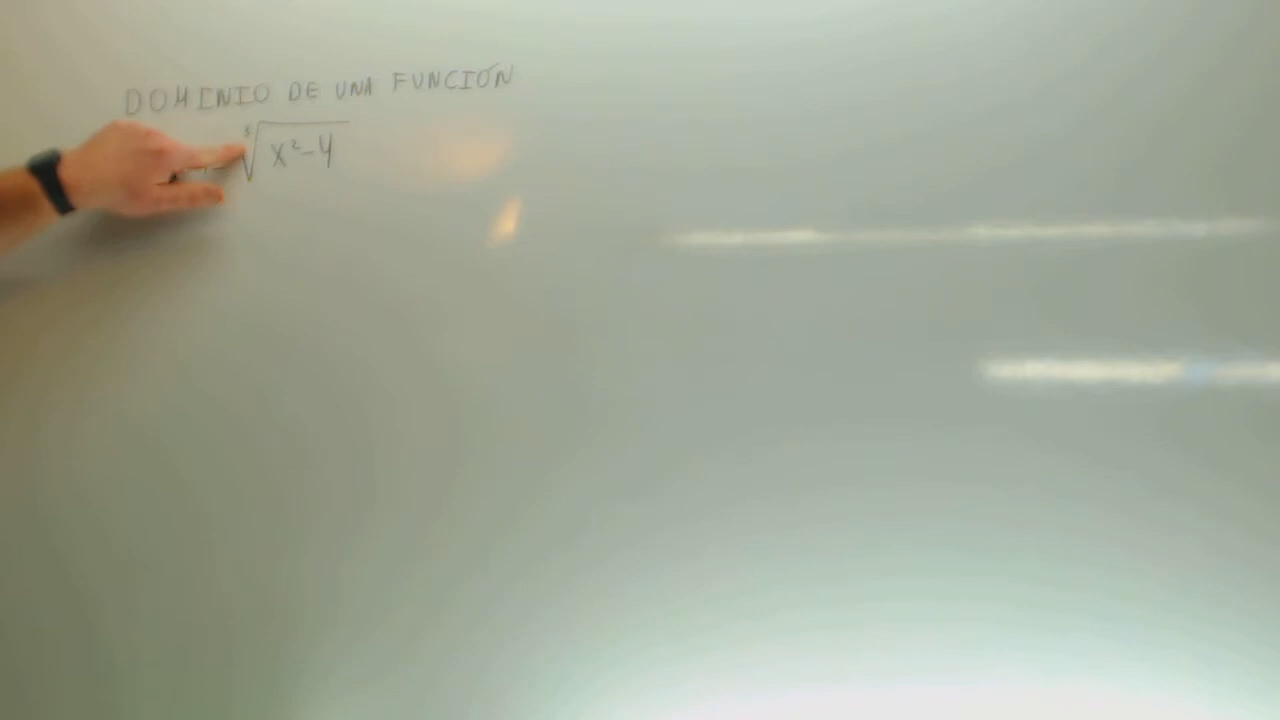 DOMINIO DE UNA FUNCIÓN
∛(x²-4)